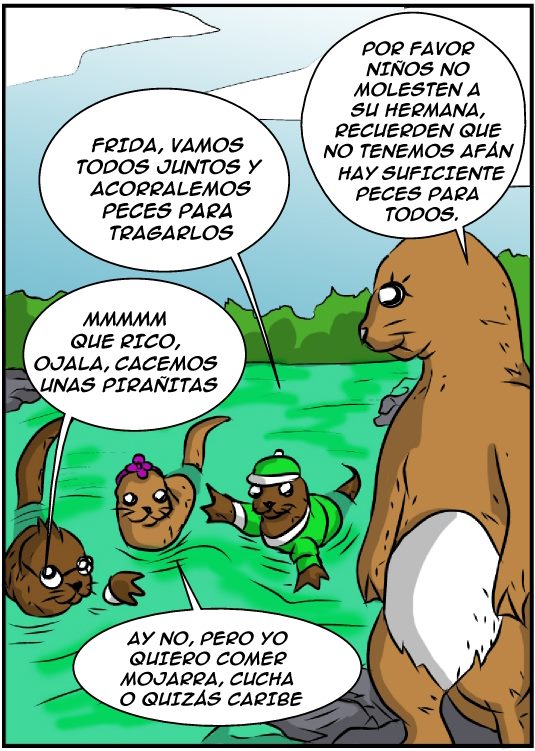 POR FAVOR
NIÑOS NO
MOLESTEN A
SU HERMANA,
RECUERDEN QUE
NO TENEMOS AFÁN
HAY SUFICIENTE
PECES PARA
TODOS.
FRIDA, VAMOS
TODOS JUNTOS Y
ACORRALEMOS
PECES PARA
TRAGARLOS
MMMMM
QUE RICO,
OJALA, CACEMOS
UNAS PIRAÑITAS
AY NO, PERO YO
QUIERO COMER
MOJARRA, CUCHA
O QUIZÁS CARIBE